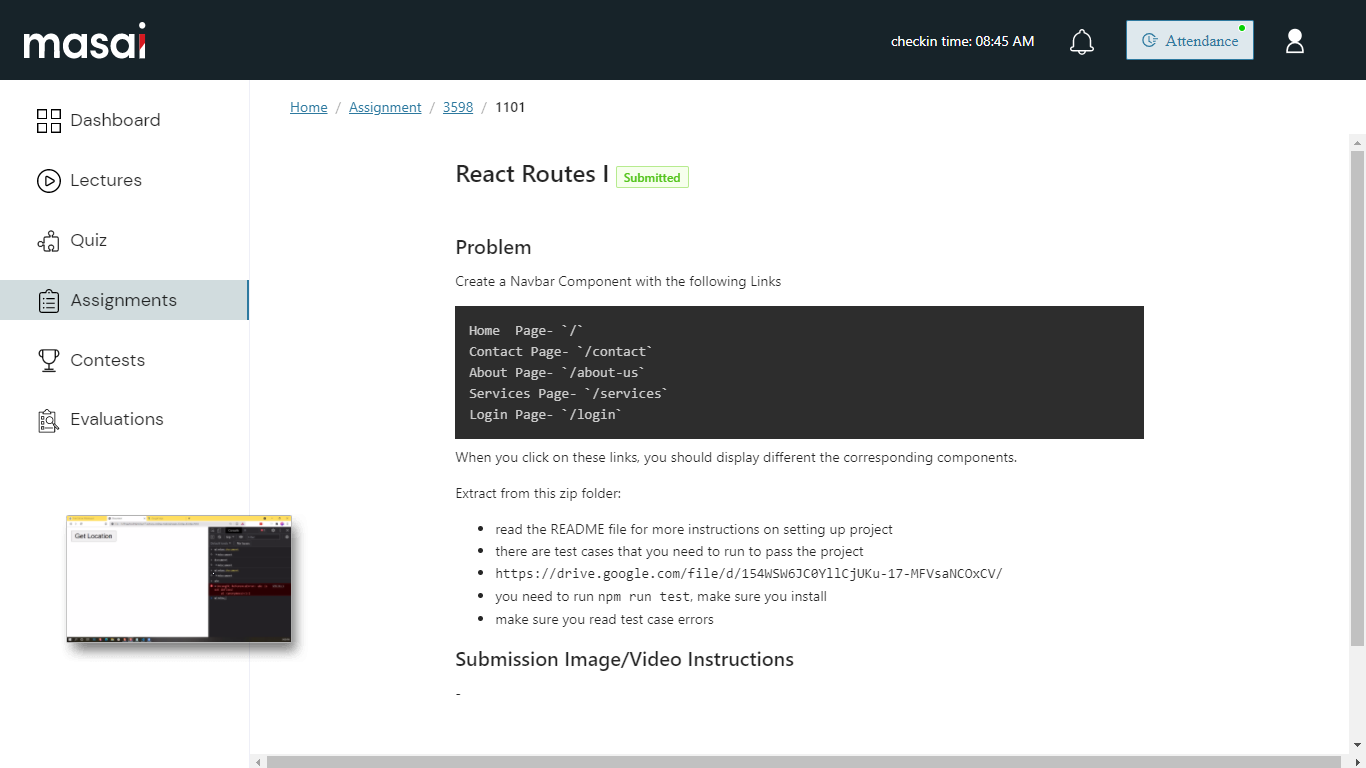 masai
checkin time: 08:45 AM
Attendance
Dashboard
Lectures
Quiz
Assignments
Contests
Evaluations
Home / Assignment / 3598 / 1101
React Routes I Submitted
Problem
Create a Navbar Component with the following Links
Home  Page- `/`
Contact Page- `/contact`
About Page- `/about-us`
Services Page- `/services`
Login Page- `/login`
When you click on these links, you should display different the corresponding components.
Extract from this zip folder:
read the README file for more instructions on setting up project
there are test cases that you need to run to pass the project
https://drive.google.com/file/d/154WSW6JC0YllCjUKu-17-MFVsaNCOxCV/
you need to run npm run test, make sure you install
make sure you read test case errors
Submission Image/Video Instructions
-
Get Location